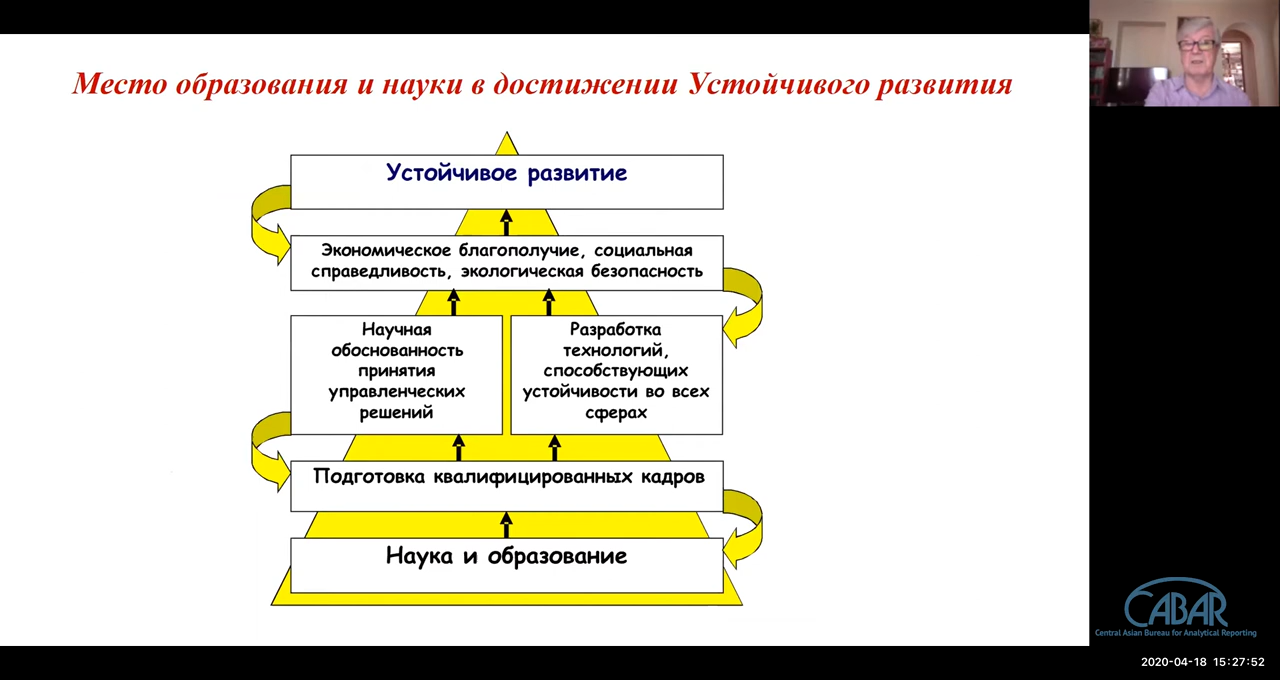 Место образования и науки в достижении Устойчивого развития
Устойчивое развитие
Экономическое благополучие, социальная
справедливость, экологическая безопасность
Научная
обоснованность
принятия
управленческих
решений
Разработка
технологий,
способствующих
устойчивости во всех
сферах
Подготовка квалифицированных кадров
Наука и образование
CABAR
Central Asian Bureau for Analytical Reporting
2020-04-18 15:27:52